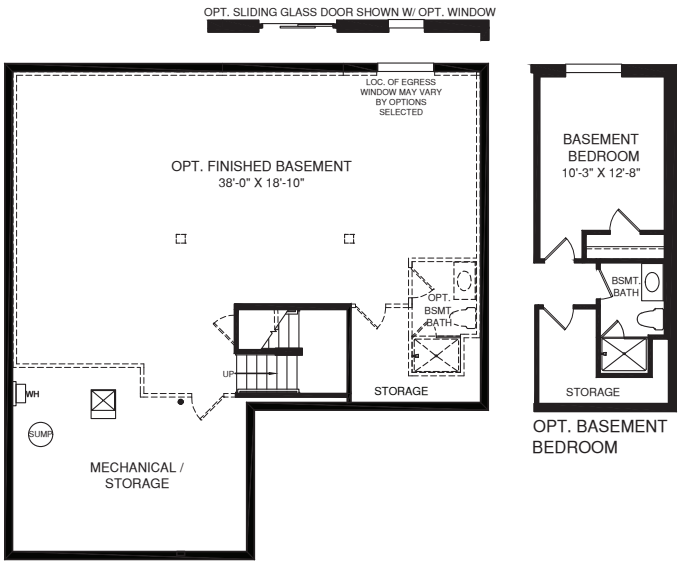 OPT. SLIDING GLASS DOOR SHOWN W/ OPT. WINDOW
LOC. OF EGRESS
WINDOW MAY VARY
BY OPTIONS
SELECTED
OPT. FINISHED BASEMENT
38'-0" X 18'-10"
OPT.
BSMT.
BATH
UP
STORAGE
WH
SUMP
MECHANICAL /
STORAGE
BASEMENT
BEDROOM
10'-3" X 12'-8"
BSMT.
BATH
STORAGE
OPT. BASEMENT
BEDROOM